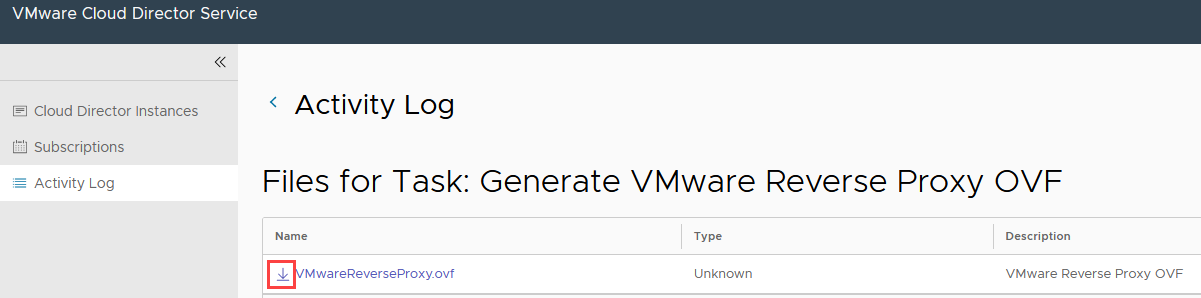 VMware Cloud Director Service
Cloud Director Instances
Subscriptions
Activity Log
Activity Log
Files for Task: Generate VMware Reverse Proxy OVF
Name Type Description
VMwareReverseProxy.ovf Unknown VMware Reverse Proxy OVF